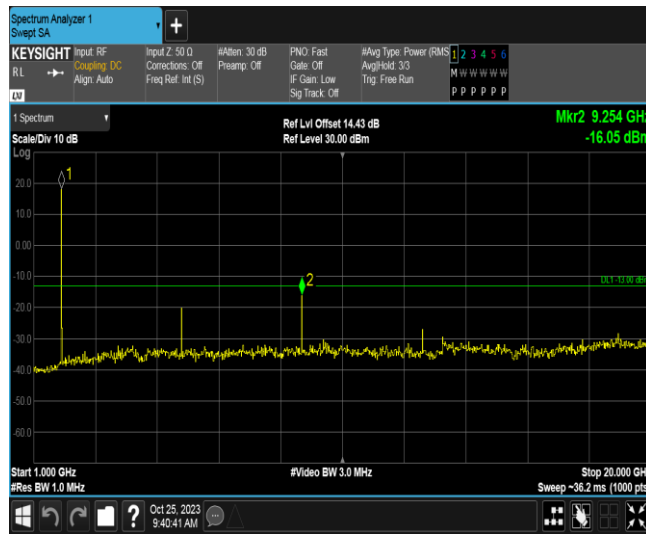 Spectrum Analyzer 1
Swept SA
+
KEYSIGHT Input: RF Input Z: 50 Ω #Atten: 30 dB PNO: Fast #Avg Type: Power (RMS 1 2 3 4 5 6
RL Coupling: DC Corrections: Off Preamp: Off Gate: Off Avg|Hold: 3/3 M W W W W W
Align: Auto Freq Ref: Int (S) IF Gain: Low Trig: Free Run
LXI Sig Track: Off P P P P P P
1 Spectrum Ref Lvl Offset 14.43 dB Mkr2 9.254 GHz
Scale/Div 10 dB Ref Level 30.00 dBm -16.05 dBm
Log
1
20.0
10.0
0.00
-10.0
2
DL1 -13.00 dBm
-20.0
-30.0
-40.0
-50.0
-60.0
Start 1.000 GHz #Video BW 3.0 MHz Stop 20.000 GH
#Res BW 1.0 MHz Sweep ~36.2 ms (1000 pts
? Oct 25, 2023
9:40:41 AM